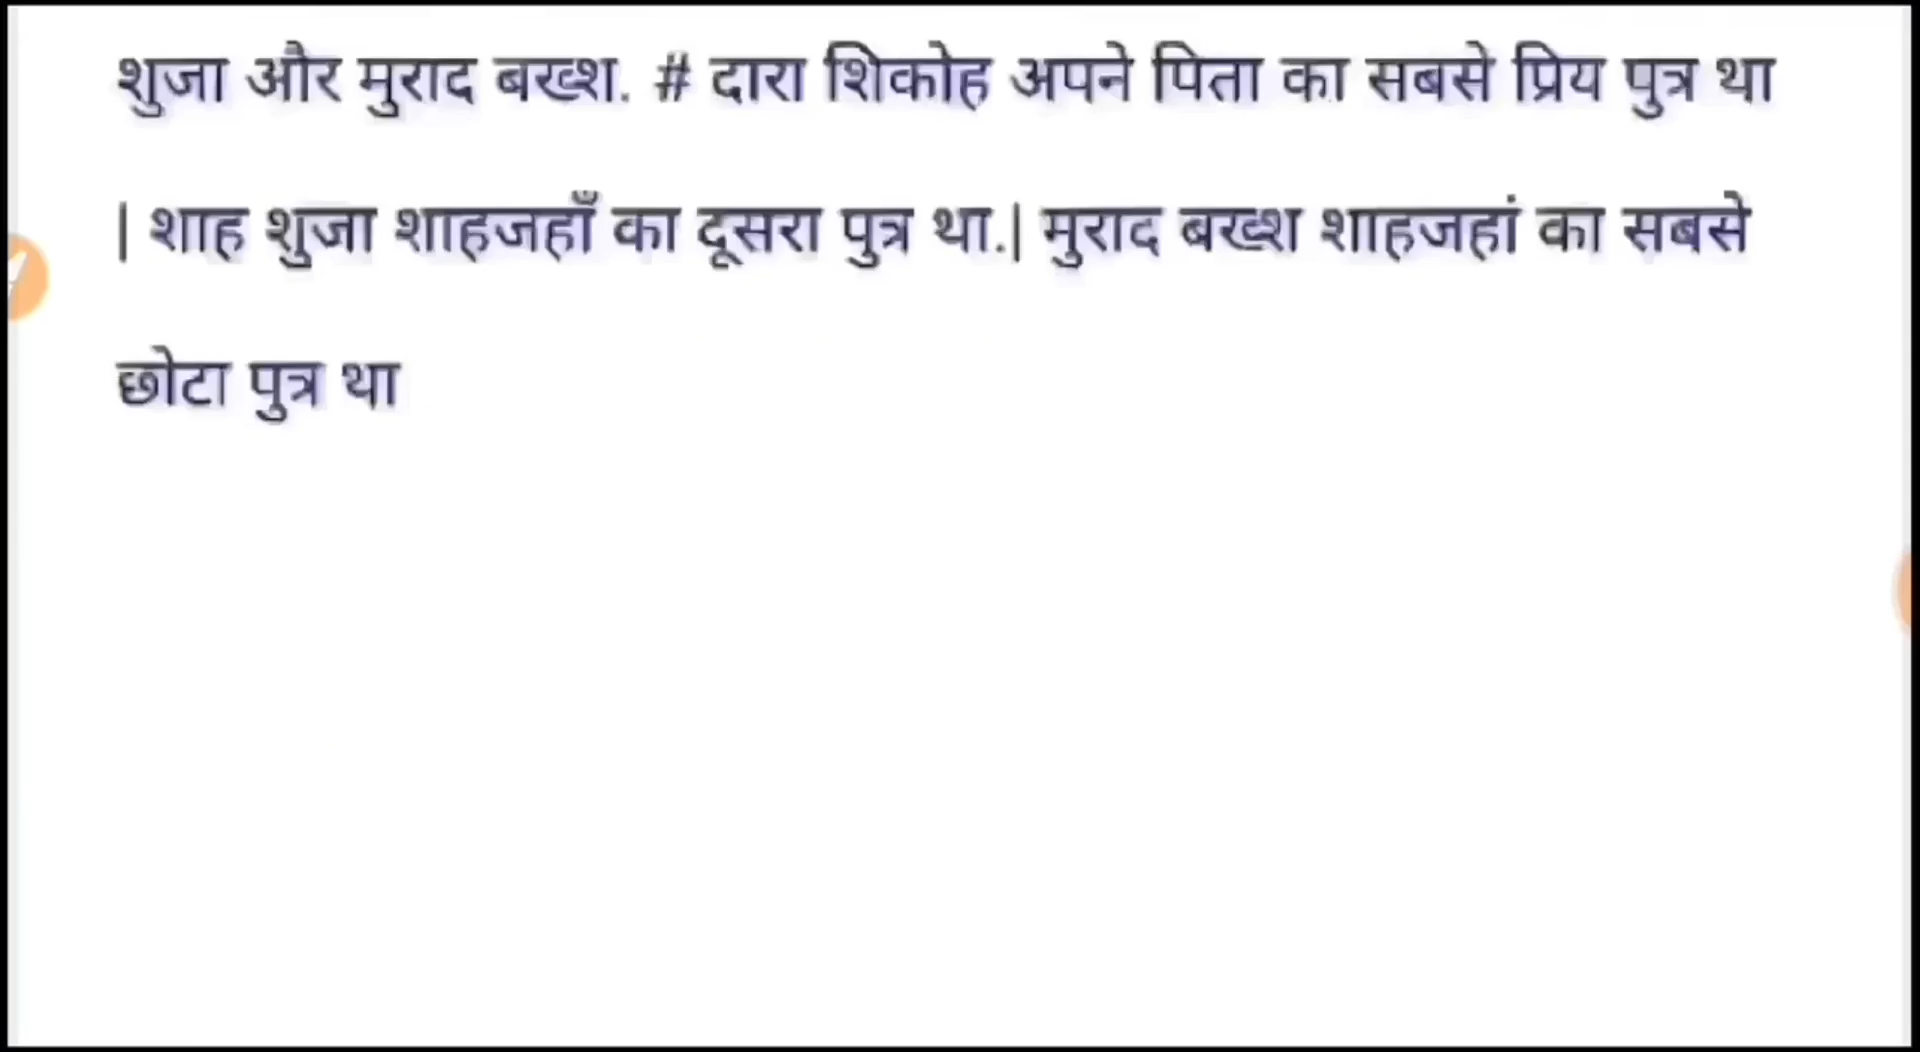 शुजा और मुराद बख्श. # दारा शिकोह अपने पिता का सबसे प्रिय पुत्र था
| शाह शुजा शाहजहाँ का दूसरा पुत्र था.| मुराद बख्श शाहजहां का सबसे
छोटा पुत्र था